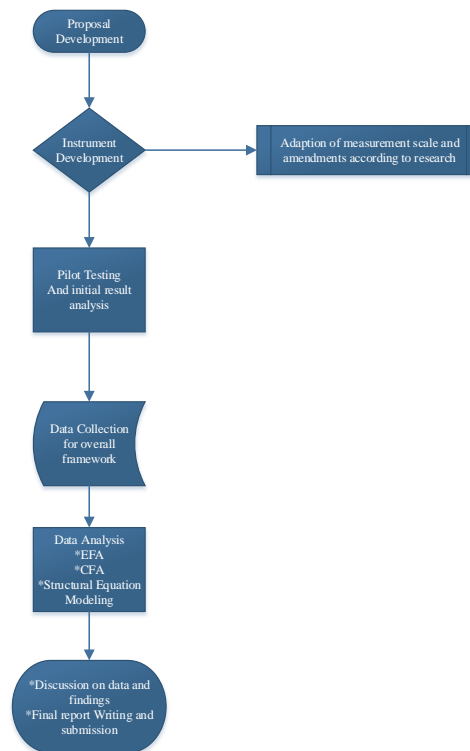 Proposal
Development
Instrument
Development
Adaption of measurement scale and
amendments according to research
Pilot Testing
And initial result
analysis
Data Collection
for overall
framework
Data Analysis
*EFA
*CFA
*Structural Equation
Modeling
*Discussion on data and
findings
*Final report Writing and
submission